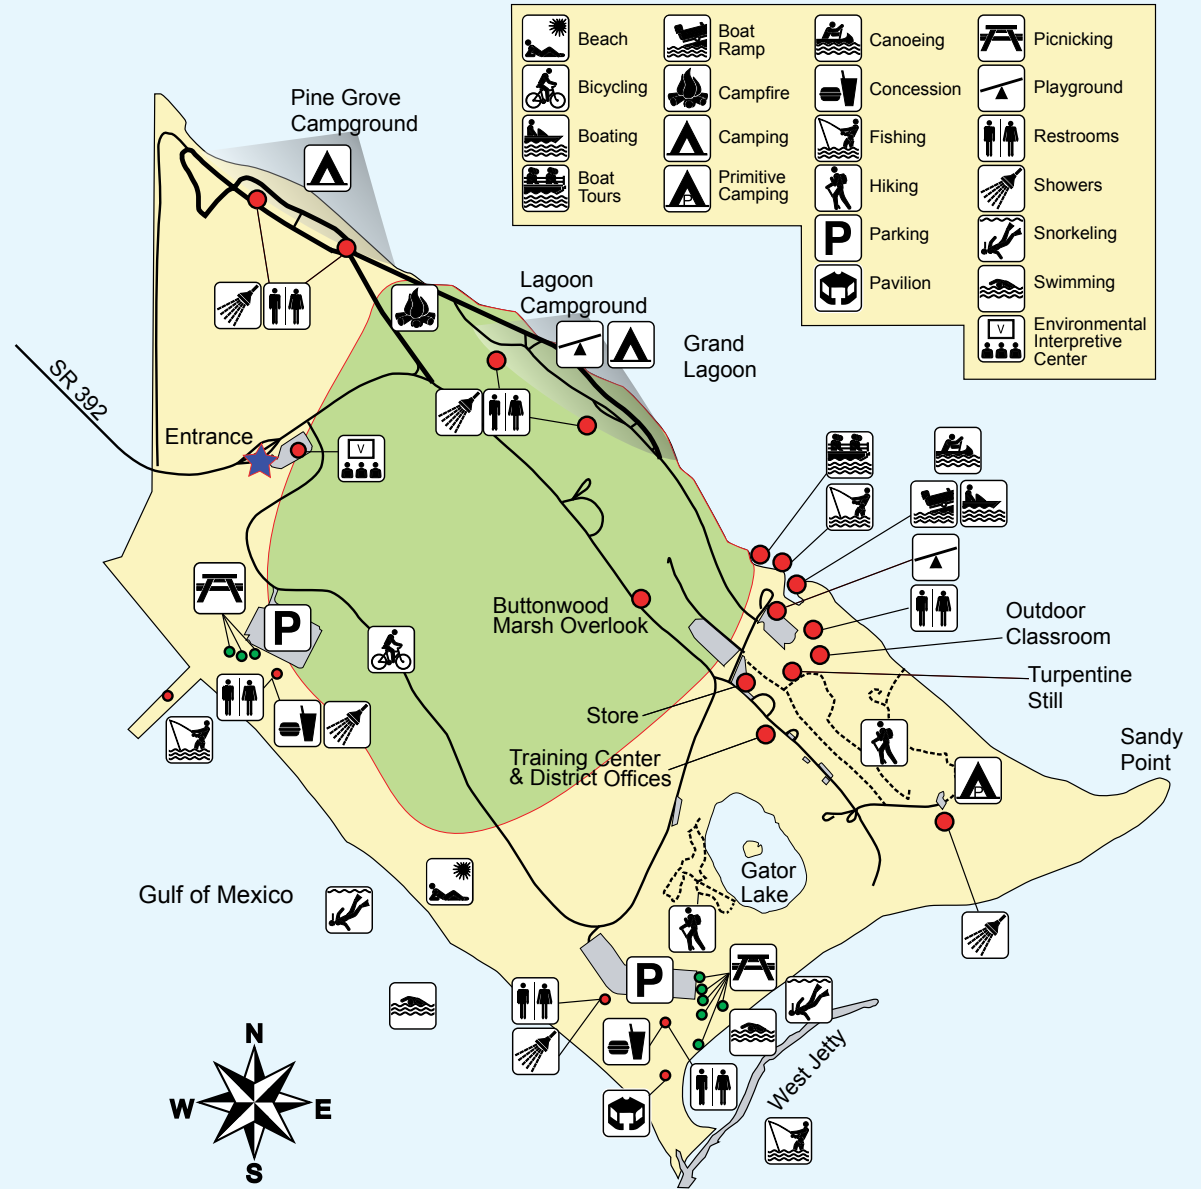 Beach
Bicycling
Boating
Boat
Tours
Boat
Ramp
Campfire
Camping
Primitive
Camping
P
Canoeing
Concession
Fishing
Hiking
P
Parking
Pavilion
Picnicking
Playground
Restrooms
Showers
Snorkeling
Swimming
V
Environmental
Interpretive
Center
Pine Grove
Campground
Lagoon
Campground
Grand
Lagoon
SR 392
Entrance
V
P
Buttonwood
Marsh Overlook
Outdoor
Classroom
Turpentine
Still
Store
Training Center
& District Offices
Sandy
Point
P
Gator
Lake
Gulf of Mexico
P
West Jetty
N
W
E
S